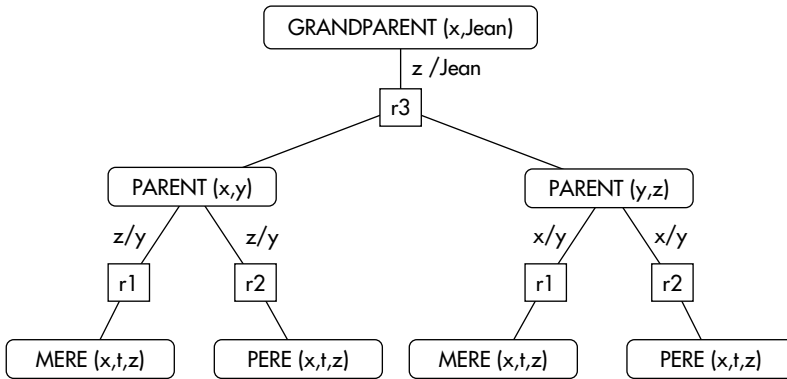 GRANDPARENT (x,Jean)
z /Jean
r3
PARENT (x,y)
PARENT (y,z)
z/y
z/y
x/y
x/y
r1
r2
r1
r2
MERE (x,t,z)
PERE (x,t,z)
MERE (x,t,z)
PERE (x,t,z)